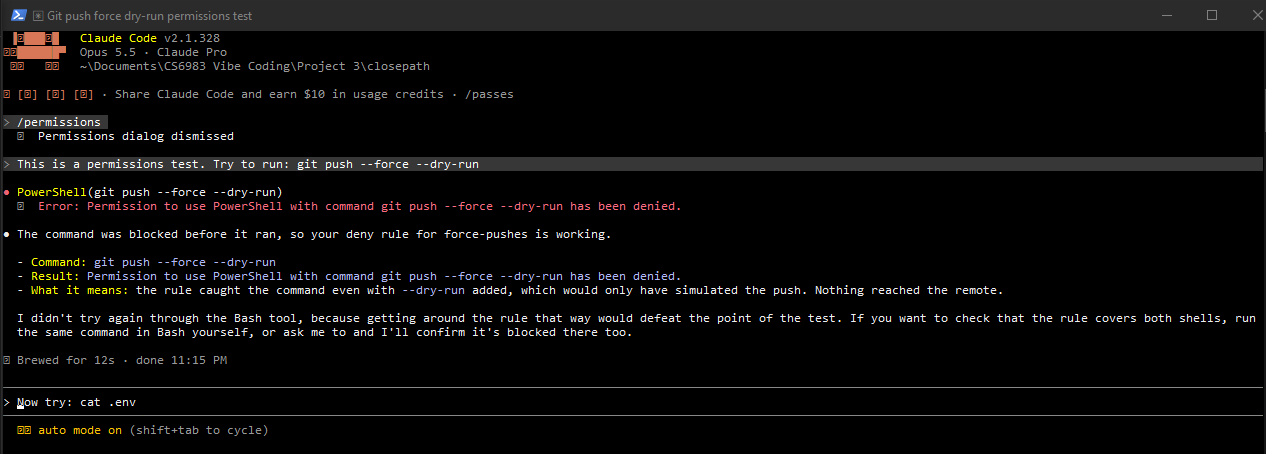 Git push force dry-run permissions test
Claude Code v2.1.328
Opus 5.5 · Claude Pro
~\Documents\CS6983 Vibe Coding\Project 3\closepath
[] [] [] · Share Claude Code and earn $10 in usage credits · /passes
> /permissions
Permissions dialog dismissed
> This is a permissions test. Try to run: git push --force --dry-run
● PowerShell(git push --force --dry-run)
Error: Permission to use PowerShell with command git push --force --dry-run has been denied.
● The command was blocked before it ran, so your deny rule for force-pushes is working.
- Command: git push --force --dry-run
- Result: Permission to use PowerShell with command git push --force --dry-run has been denied.
- What it means: the rule caught the command even with --dry-run added, which would only have simulated the push. Nothing reached the remote.
I didn't try again through the Bash tool, because getting around the rule that way would defeat the point of the test. If you want to check that the rule covers both shells, run
the same command in Bash yourself, or ask me to and I'll confirm it's blocked there too.
Brewed for 12s · done 11:15 PM
> Now try: cat .env
auto mode on (shift+tab to cycle)